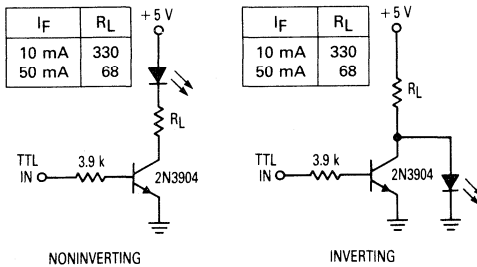 I_F R_L
10 mA 330
50 mA 68
+5 V
R_L
TTL
IN
3.9 k
2N3904
NONINVERTING
I_F R_L
10 mA 330
50 mA 68
+5 V
R_L
TTL
IN
3.9 k
2N3904
INVERTING